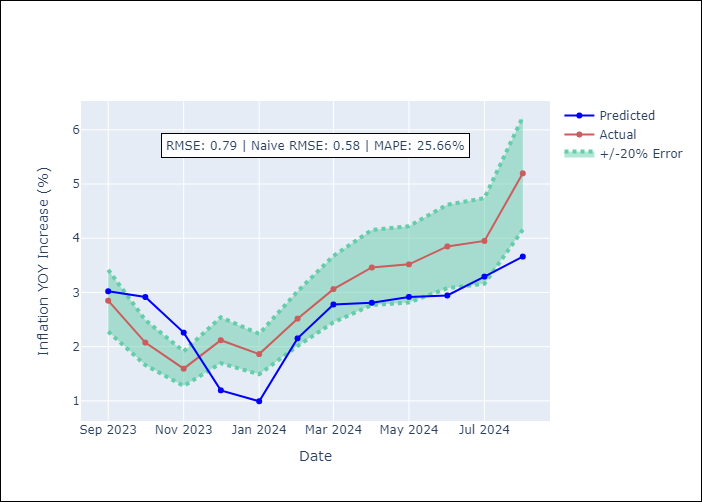 RMSE: 0.79 | Naive RMSE: 0.58 | MAPE: 25.66%
Predicted
Actual
+/-20% Error
Inflation YOY Increase (%)
6
5
4
3
2
1
Sep 2023 Nov 2023 Jan 2024 Mar 2024 May 2024 Jul 2024
Date